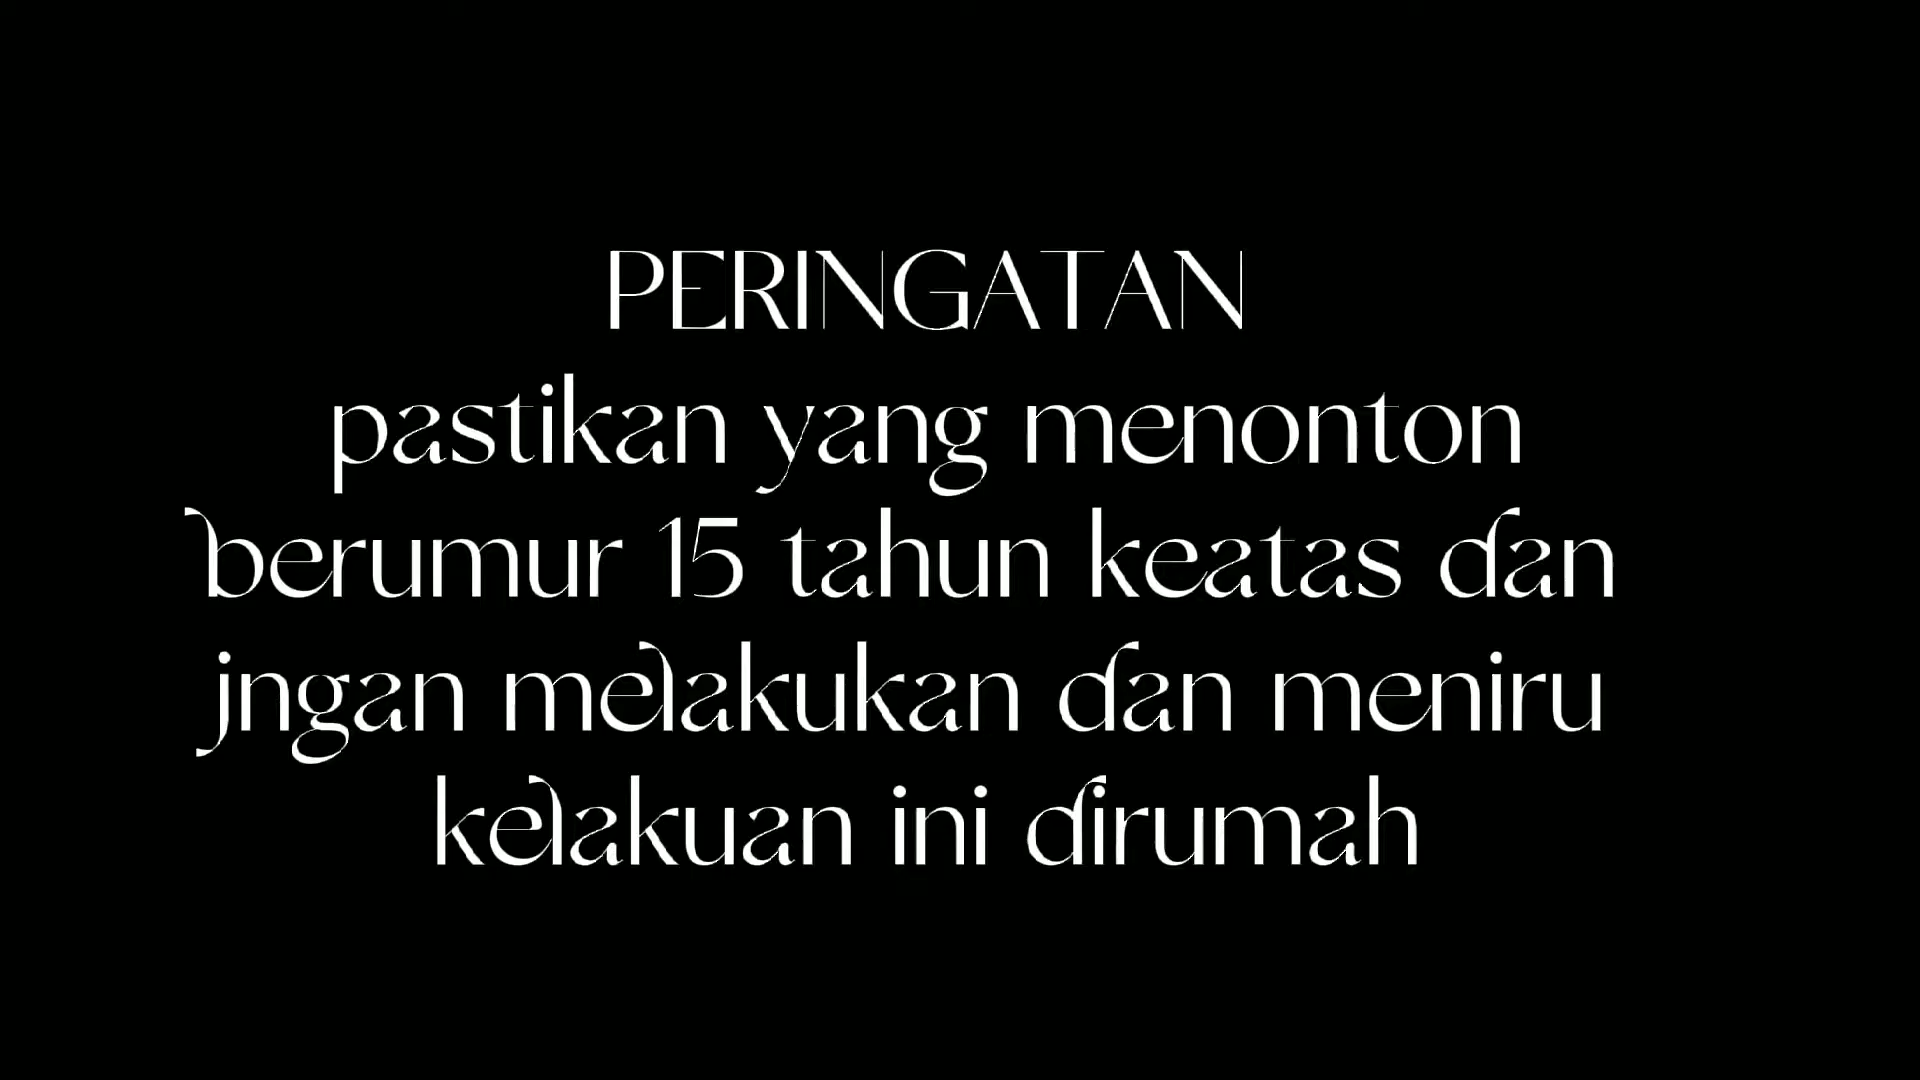 PERINGATAN
pastikan yang menonton
berumur 15 tahun keatas dan
jngan melakukan dan meniru
kelakuan ini dirumah